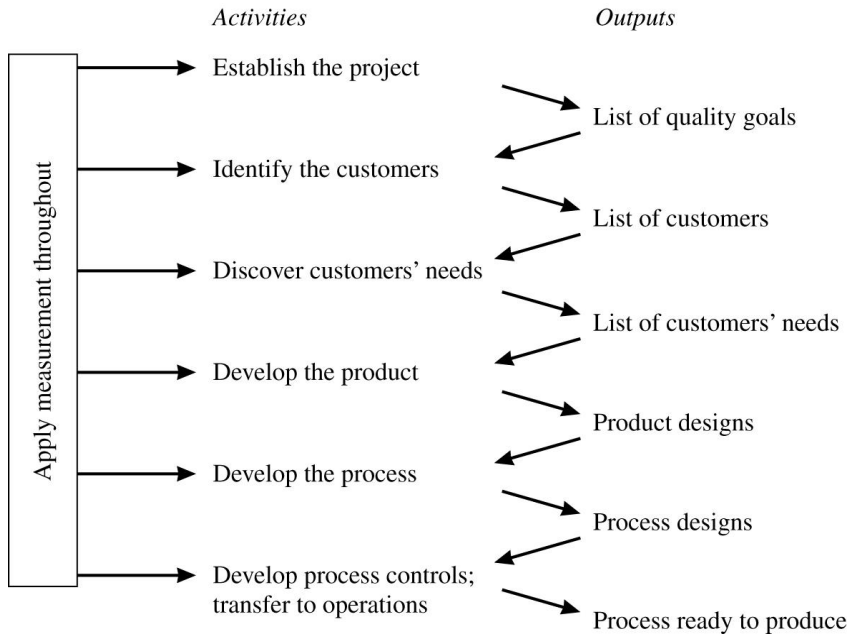 Activities
Outputs
Apply measurement throughout
Establish the project
List of quality goals
Identify the customers
List of customers
Discover customers’ needs
List of customers’ needs
Develop the product
Product designs
Develop the process
Process designs
Develop process controls;
transfer to operations
Process ready to produce